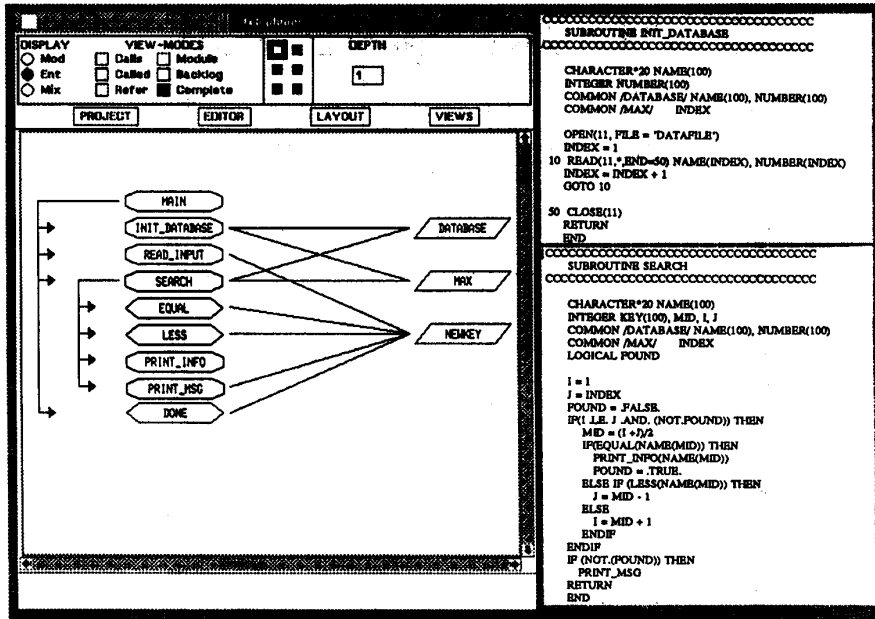 DISPLAY VIEW-MODES DEPTH
Mod Calls Module
Ent Called Backlog 1
Mix Refer Complete
PROJECT EDITOR LAYOUT VIEWS
MAIN
INIT_DATABASE DATABASE
READ_INPUT
SEARCH MAX
EQUAL
LESS NEWKEY
PRINT_INFO
PRINT_MSG
DONE
SUBROUTINE INIT_DATABASE
CHARACTER*20 NAME(100)
INTEGER NUMBER(100)
COMMON /DATABASE/ NAME(100), NUMBER(100)
COMMON /MAX/ INDEX
OPEN(11, FILE = 'DATAFILE')
INDEX = 1
10 READ(11,*,END=50) NAME(INDEX), NUMBER(INDEX)
INDEX = INDEX + 1
GOTO 10
50 CLOSE(11)
RETURN
END
SUBROUTINE SEARCH
CHARACTER*20 NAME(100)
INTEGER KEY(100), MID, I, J
COMMON /DATABASE/ NAME(100), NUMBER(100)
COMMON /MAX/ INDEX
LOGICAL FOUND
I = 1
J = INDEX
FOUND = .FALSE.
IF(I .LE. J .AND. (NOT.FOUND)) THEN
MID = (I +J)/2
IF(EQUAL(NAME(MID)) THEN
PRINT_INFO(NAME(MID))
FOUND = .TRUE.
ELSE IF (LESS(NAME(MID)) THEN
J = MID - 1
ELSE
I = MID + 1
ENDIF
ENDIF
IF (NOT.(FOUND)) THEN
PRINT_MSG
RETURN
END